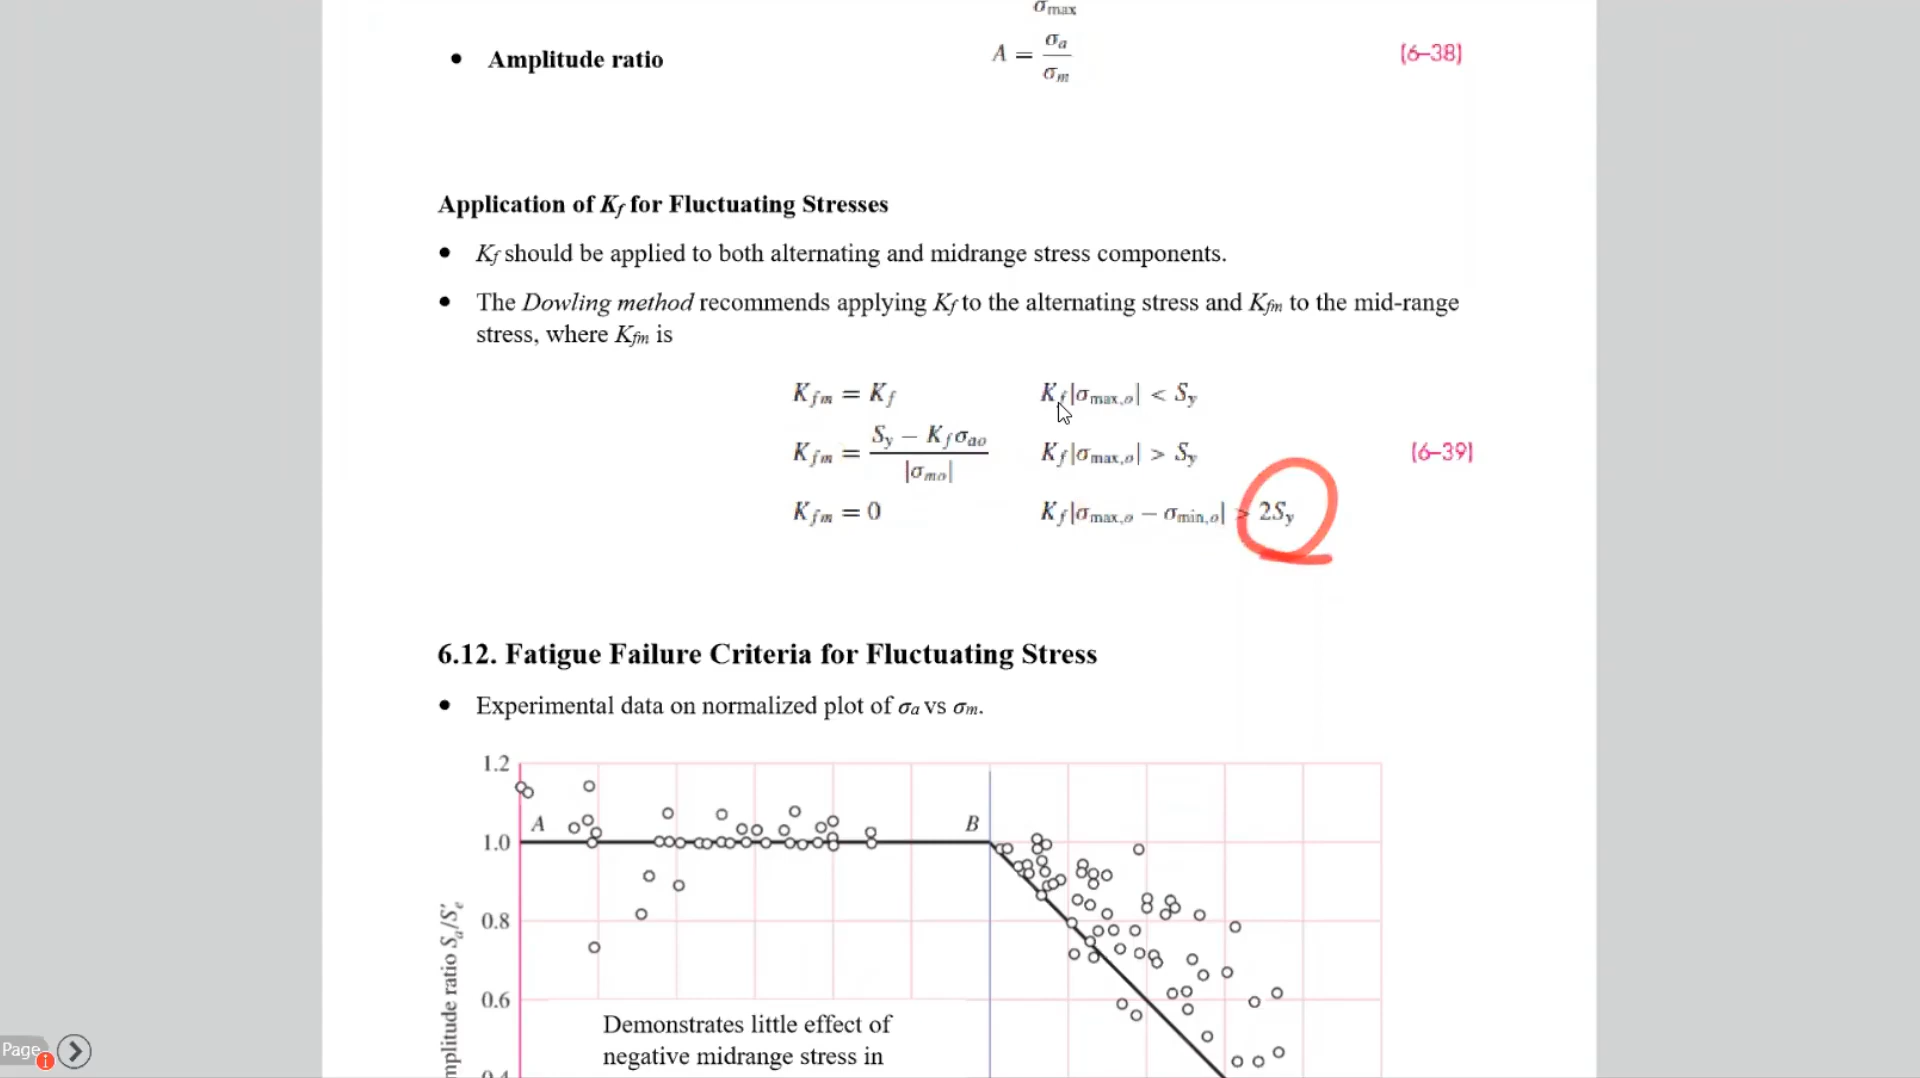 σmax
• Amplitude ratio A = σa / σm (6–38)
Application of Kf for Fluctuating Stresses
• Kf should be applied to both alternating and midrange stress components.
• The Dowling method recommends applying Kf to the alternating stress and Kfm to the mid-range
stress, where Kfm is
Kfm = Kf Kf|σmax,o| < Sy
Kfm = (Sy − Kfσao) / |σmo| Kf|σmax,o| > Sy (6–39)
Kfm = 0 Kf|σmax,o − σmin,o| > 2Sy
6.12. Fatigue Failure Criteria for Fluctuating Stress
• Experimental data on normalized plot of σa vs σm.
1.2
A B
1.0
0.8
0.6
Sa/S′e
Demonstrates little effect of
negative midrange stress in
Page